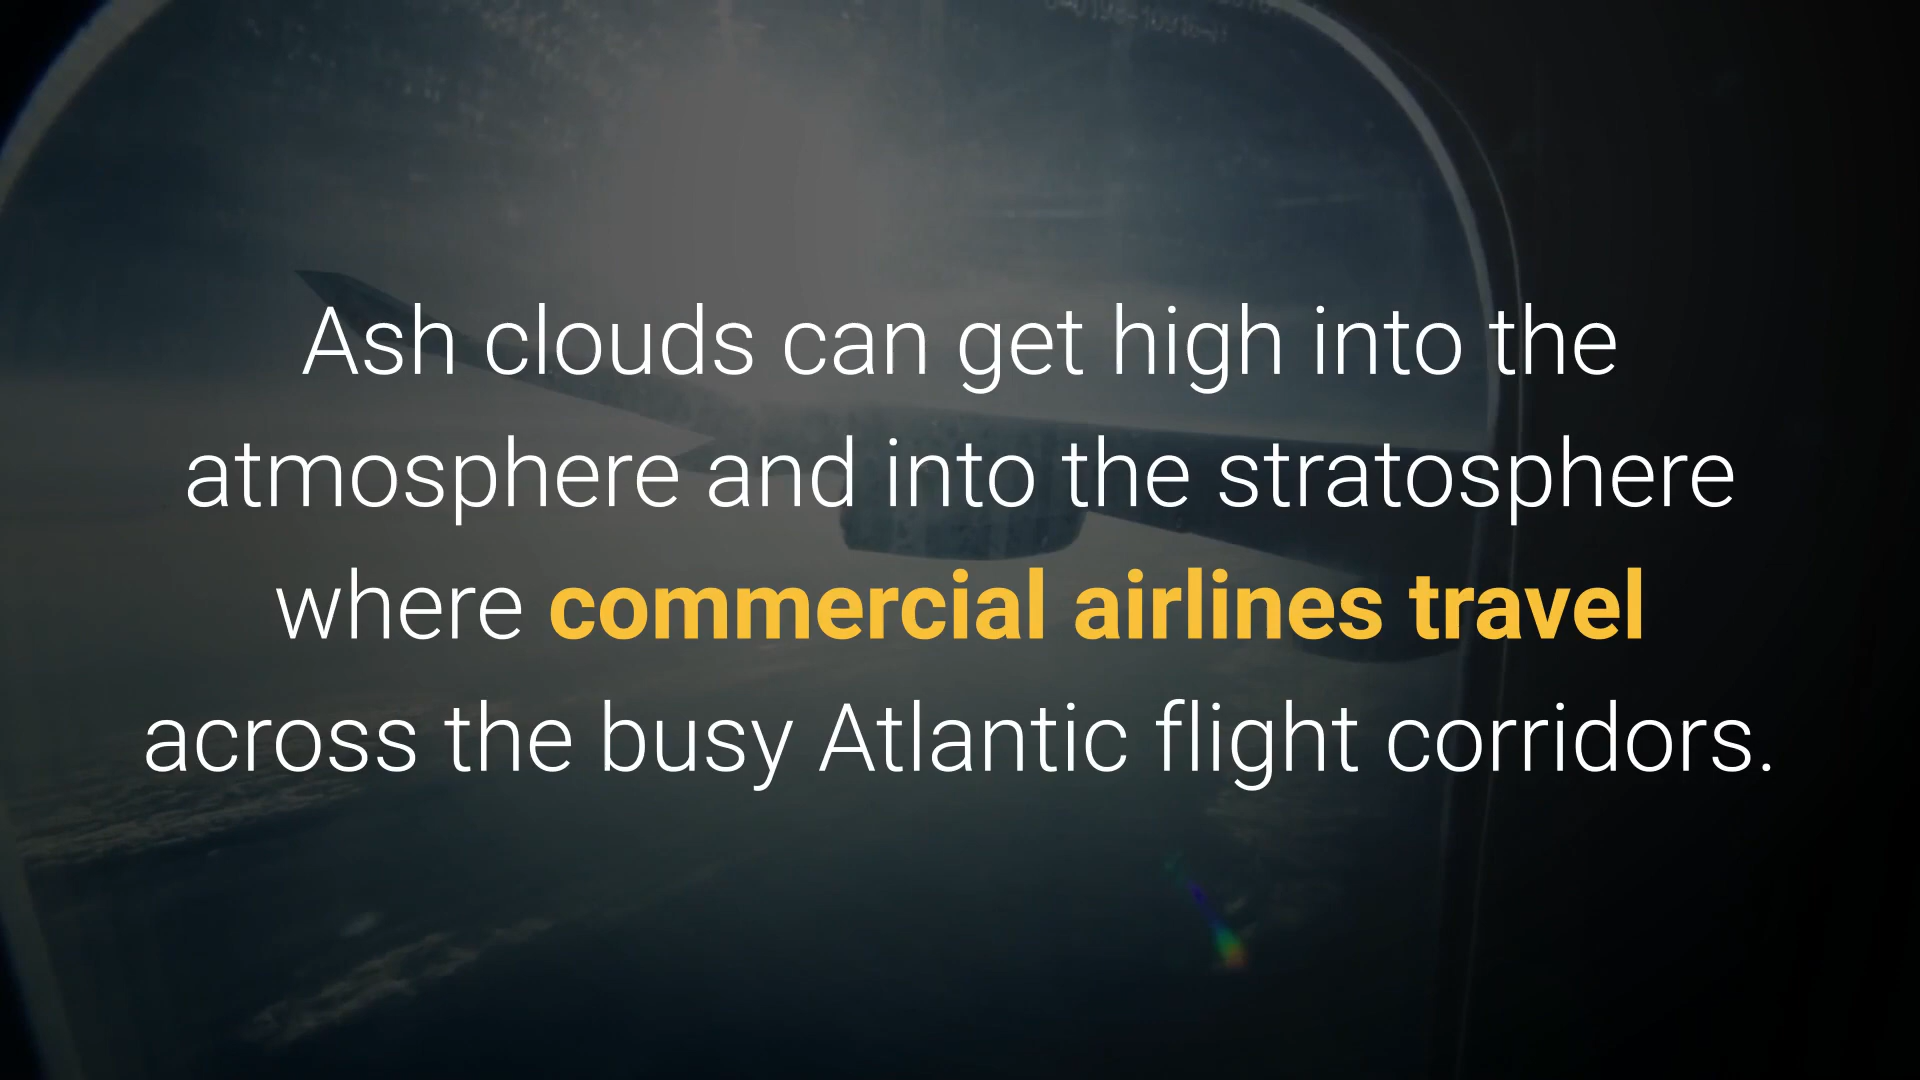 Ash clouds can get high into the
atmosphere and into the stratosphere
where commercial airlines travel
across the busy Atlantic flight corridors.